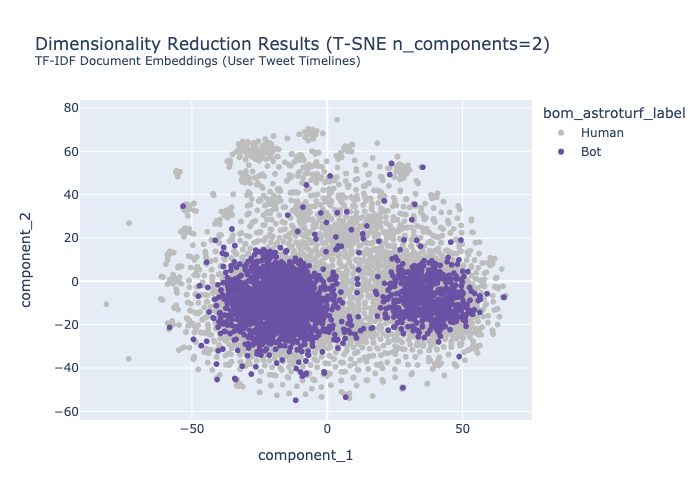 Dimensionality Reduction Results (T-SNE n_components=2)
TF-IDF Document Embeddings (User Tweet Timelines)
bom_astroturf_label
Human
Bot
component_2
80
60
40
20
0
−20
−40
−60
−50
0
50
component_1